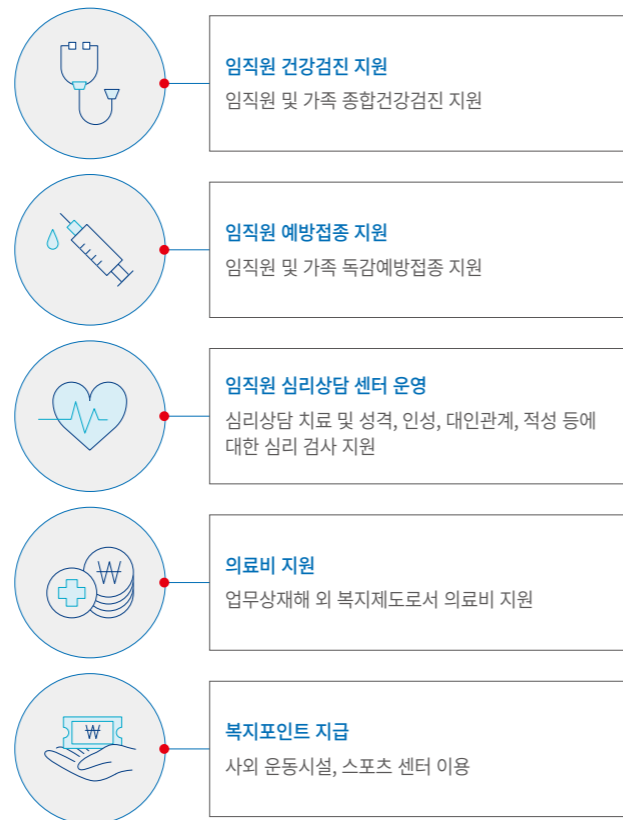 임직원 건강검진 지원
임직원 및 가족 종합건강검진 지원
임직원 예방접종 지원
임직원 및 가족 독감예방접종 지원
임직원 심리상담 센터 운영
심리상담 치료 및 성격, 인성, 대인관계, 적성 등에
대한 심리 검사 지원
₩
의료비 지원
업무상재해 외 복지제도로서 의료비 지원
₩
복지포인트 지급
사외 운동시설, 스포츠 센터 이용